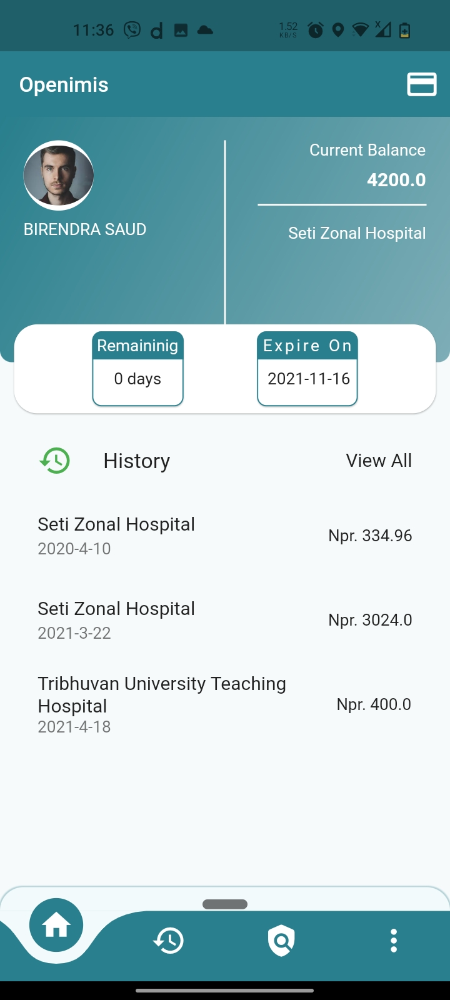 11:36
1.52
KB/S
Openimis
Current Balance
4200.0
BIRENDRA SAUD
Seti Zonal Hospital
Remaininig
Expire On
0 days
2021-11-16
History
View All
Seti Zonal Hospital
Npr. 334.96
2020-4-10
Seti Zonal Hospital
Npr. 3024.0
2021-3-22
Tribhuvan University Teaching
Hospital
Npr. 400.0
2021-4-18